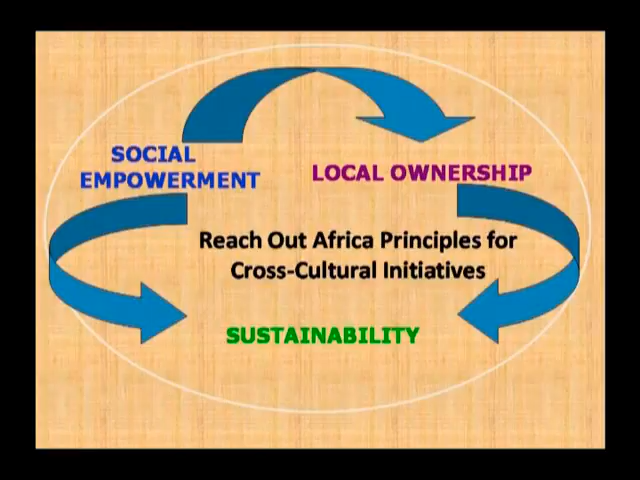 SOCIAL
EMPOWERMENT
LOCAL OWNERSHIP
Reach Out Africa Principles for
Cross-Cultural Initiatives
SUSTAINABILITY